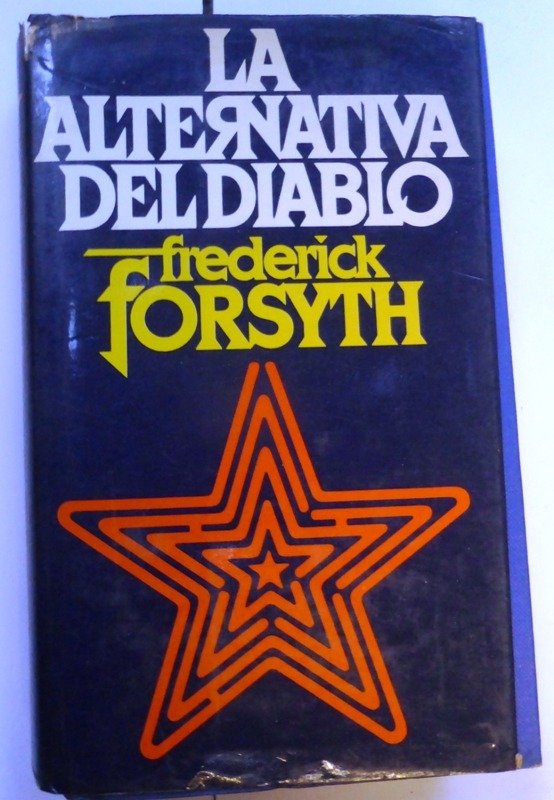 LA
ALTERNATIVA
DEL DIABLO
frederick
FORSYTH